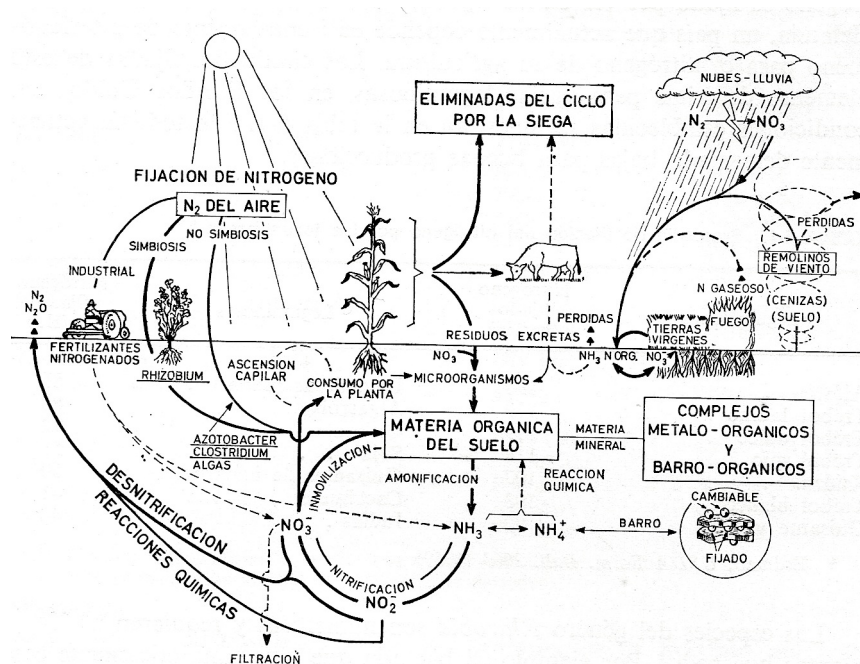 NUBES-LLUVIA
N₂ → NO₃
ELIMINADAS DEL CICLO
POR LA SIEGA
FIJACION DE NITROGENO
N₂ DEL AIRE
SIMBIOSIS
NO SIMBIOSIS
INDUSTRIAL
N₂
N₂O
FERTILIZANTES
NITROGENADOS
RHIZOBIUM
ASCENSION
CAPILAR
CONSUMO POR
LA PLANTA
AZOTOBACTER
CLOSTRIDIUM
ALGAS
RESIDUOS
EXCRETAS
NO₃
MICROORGANISMOS
PERDIDAS
NH₃
N ORG.
NO₃
TIERRAS
VIRGENES
N GASEOSO
FUEGO
PERDIDAS
REMOLINOS
DE VIENTO
(CENIZAS)
(SUELO)
MATERIA ORGANICA
DEL SUELO
MATERIA
MINERAL
COMPLEJOS
METALO-ORGANICOS
Y
BARRO-ORGANICOS
INMOVILIZACION
AMONIFICACION
REACCION
QUIMICA
NO₃
NH₃
NH₄⁺
BARRO
CAMBIABLE
FIJADO
DESNITRIFICACION
REACCIONES QUIMICAS
NITRIFICACION
NO₂⁻
FILTRACION